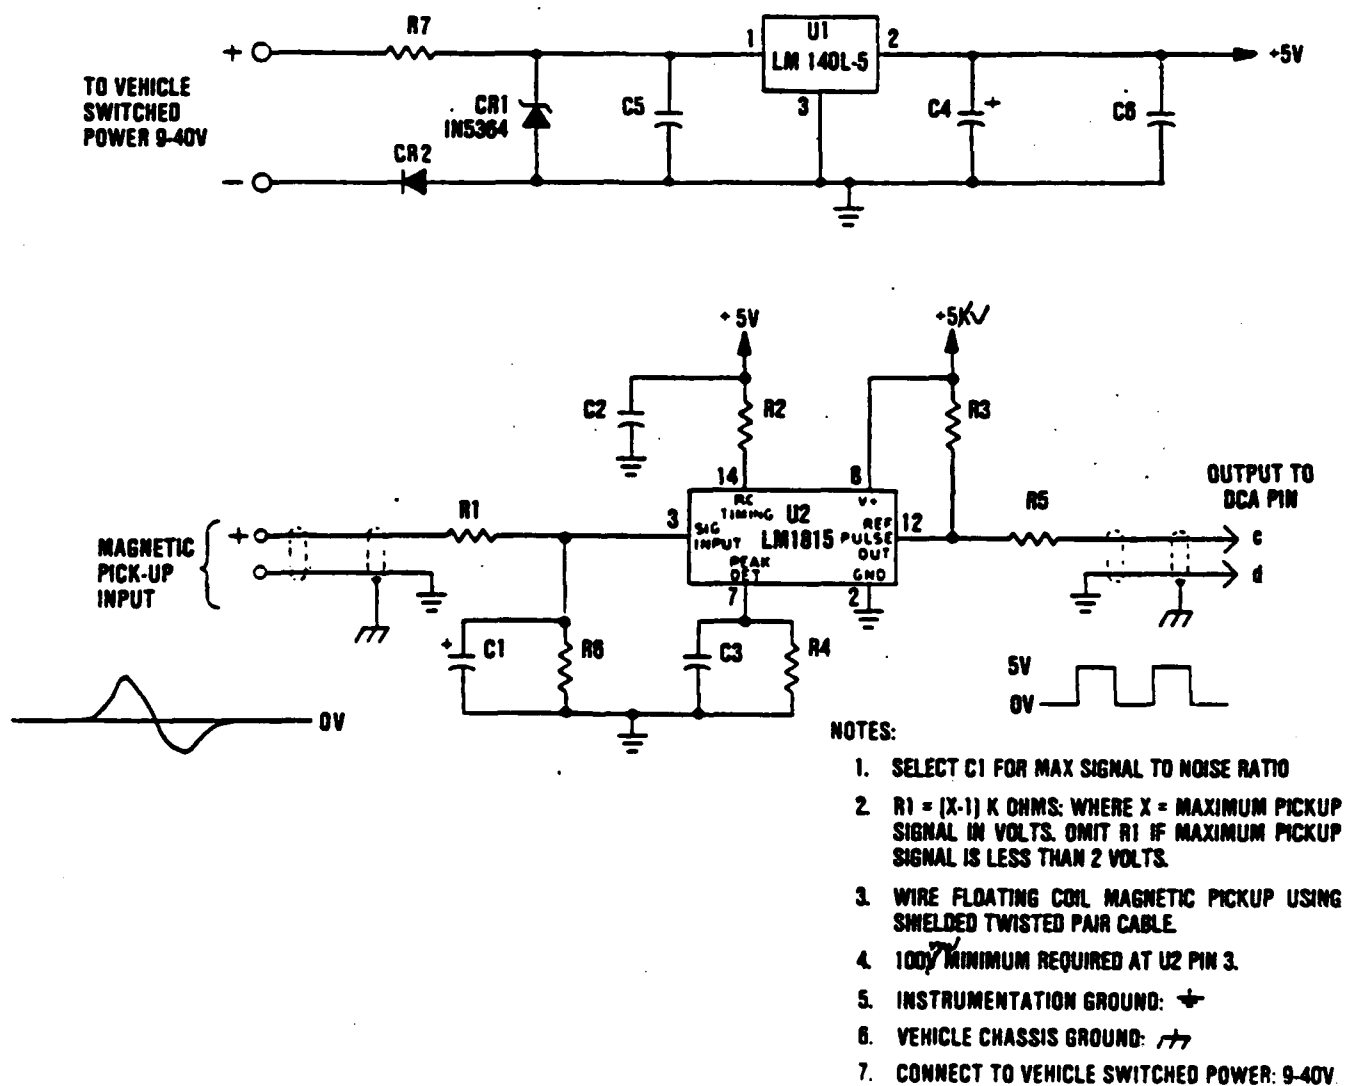 R7
+
1
U1
LM 140L-5
2
3
+5V
TO VEHICLE
SWITCHED
POWER 9-40V
CR1
IN5364
C5
C4
+
C6
CR2
−
+5V
C2
R2
R3
14
8
OUTPUT TO
DCA PIN
R1
3
RC
TIMING
U2
LM1815
V+
SIG
INPUT
REF
PULSE
OUT
12
R5
PEAK
DET
GND
7
2
MAGNETIC
PICK-UP
INPUT
+
c
d
+
C1
R6
C3
R4
0V
5V
0V
NOTES:
1. SELECT C1 FOR MAX SIGNAL TO NOISE RATIO
2. R1 = (X-1) K OHMS: WHERE X = MAXIMUM PICKUP
SIGNAL IN VOLTS. OMIT R1 IF MAXIMUM PICKUP
SIGNAL IS LESS THAN 2 VOLTS.
3. WIRE FLOATING COIL MAGNETIC PICKUP USING
SHIELDED TWISTED PAIR CABLE.
4. MINIMUM REQUIRED AT U2 PIN 3.
5. INSTRUMENTATION GROUND:
6. VEHICLE CHASSIS GROUND:
7. CONNECT TO VEHICLE SWITCHED POWER: 9-40V